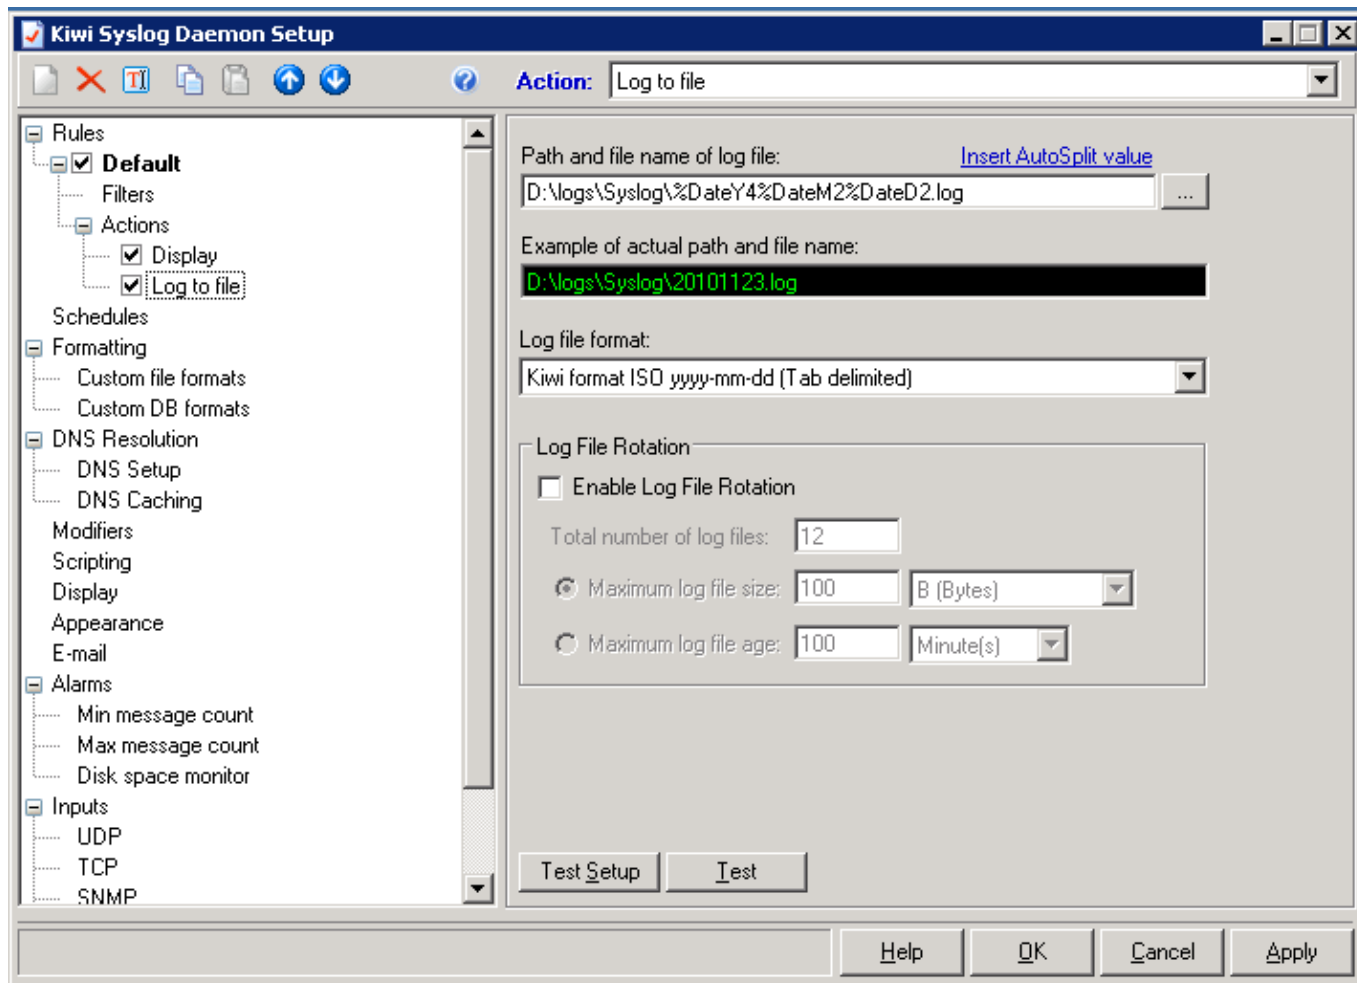 Kiwi Syslog Daemon Setup
Action: Log to file
Rules
Default
Filters
Actions
Display
Log to file
Schedules
Formatting
Custom file formats
Custom DB formats
DNS Resolution
DNS Setup
DNS Caching
Modifiers
Scripting
Display
Appearance
E-mail
Alarms
Min message count
Max message count
Disk space monitor
Inputs
UDP
TCP
SNMP
Path and file name of log file: Insert AutoSplit value
D:\logs\Syslog\%DateY4%DateM2%DateD2.log ...
Example of actual path and file name:
D:\logs\Syslog\20101123.log
Log file format:
Kiwi format ISO yyyy-mm-dd (Tab delimited)
Log File Rotation
Enable Log File Rotation
Total number of log files: 12
Maximum log file size: 100 B (Bytes)
Maximum log file age: 100 Minute(s)
Test Setup Test
Help OK Cancel Apply